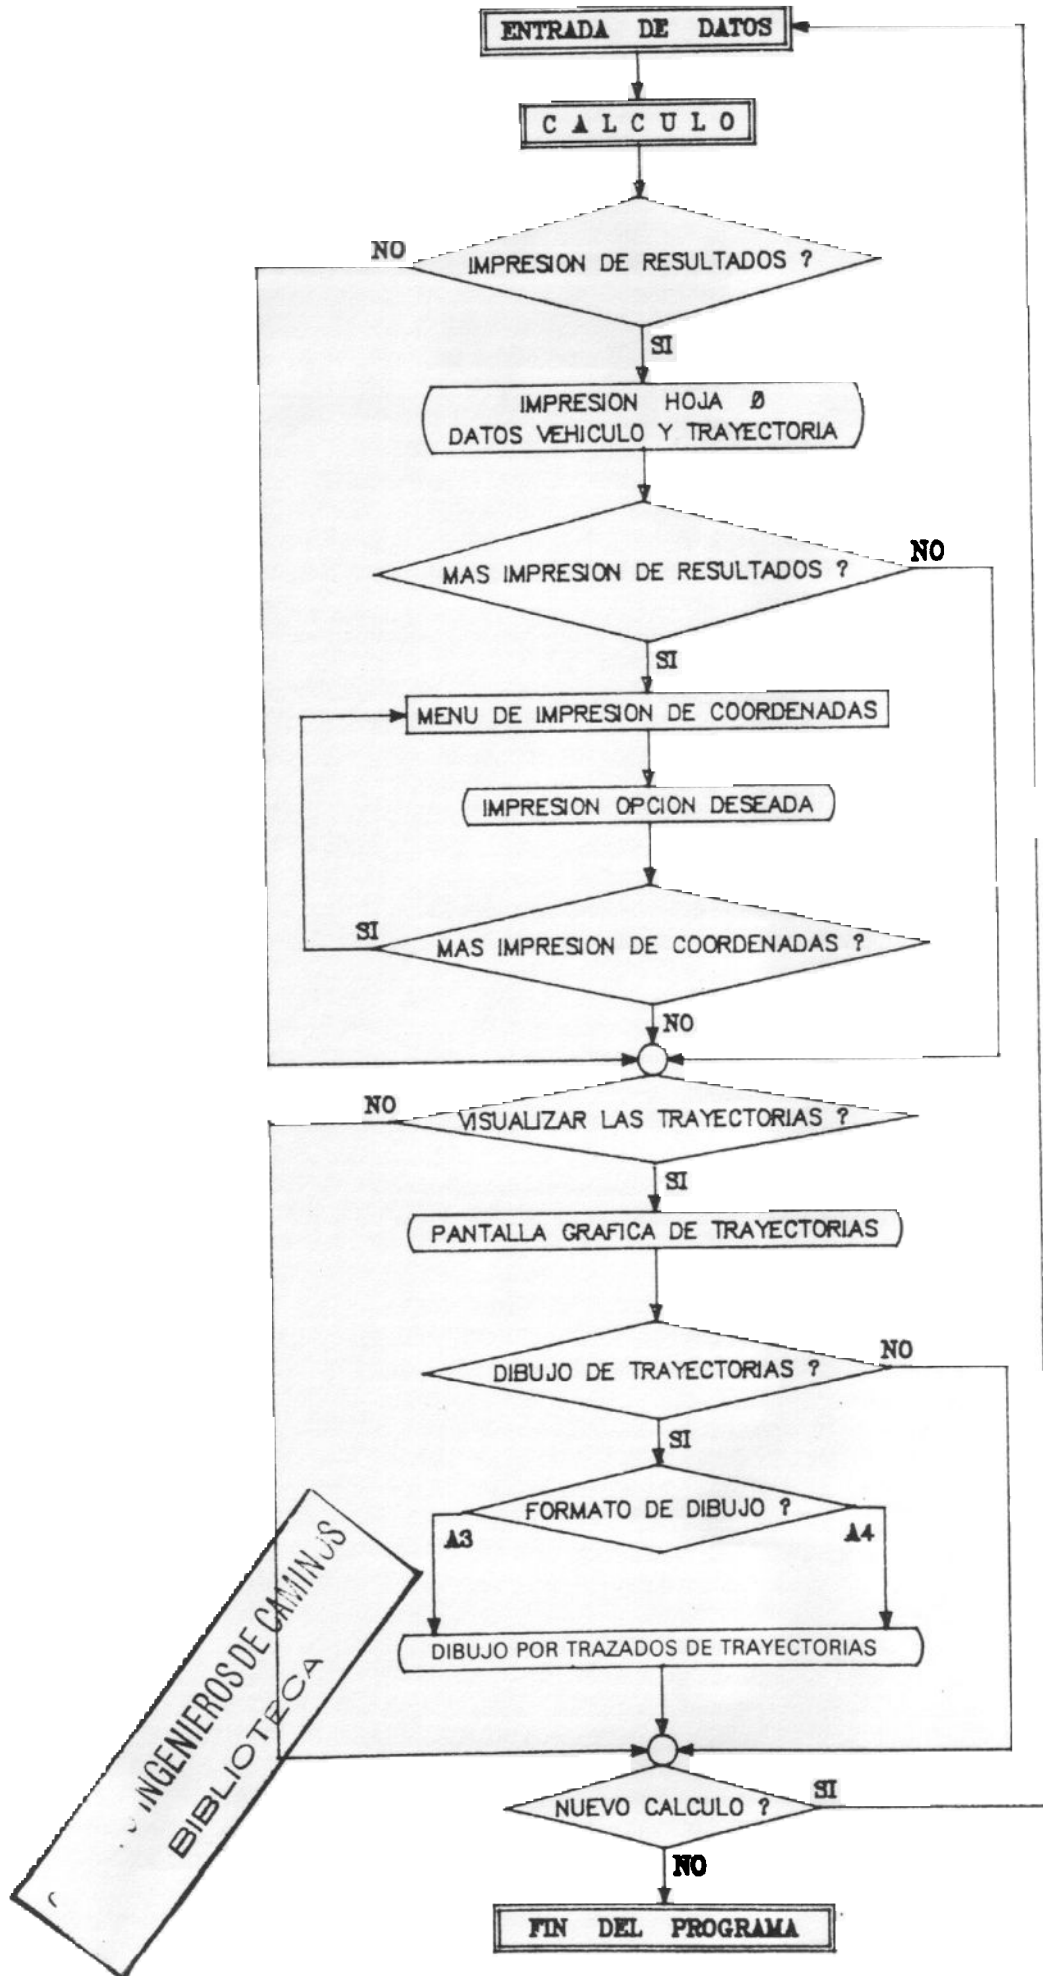 ENTRADA DE DATOS
CALCULO
NO
IMPRESION DE RESULTADOS ?
SI
IMPRESION HOJA Ø
DATOS VEHICULO Y TRAYECTORIA
NO
MAS IMPRESION DE RESULTADOS ?
SI
MENU DE IMPRESION DE COORDENADAS
IMPRESION OPCION DESEADA
SI
MAS IMPRESION DE COORDENADAS ?
NO
NO
VISUALIZAR LAS TRAYECTORIAS ?
SI
PANTALLA GRAFICA DE TRAYECTORIAS
NO
DIBUJO DE TRAYECTORIAS ?
SI
FORMATO DE DIBUJO ?
A3
A4
DIBUJO POR TRAZADOS DE TRAYECTORIAS
INGENIEROS DE CAMINOS
BIBLIOTECA
SI
NUEVO CALCULO ?
NO
FIN DEL PROGRAMA